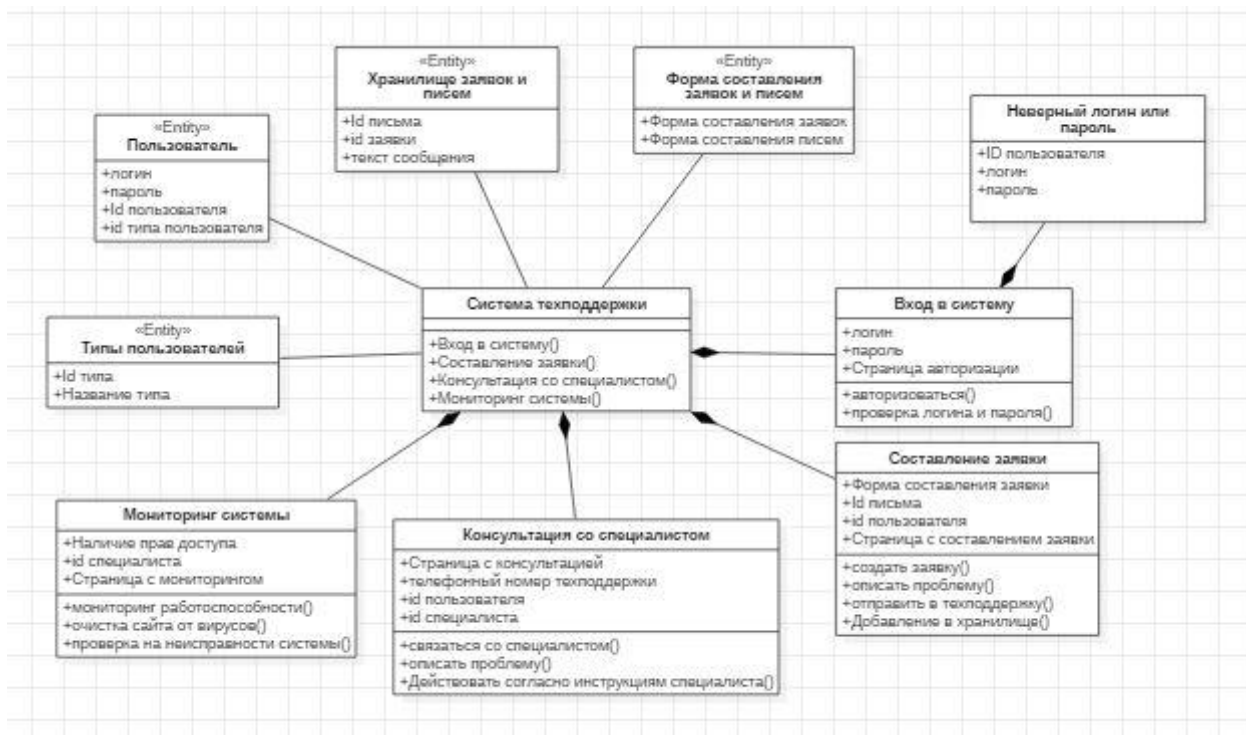 «Entity»
Хранилище заявок и
писем
+Id письма
+id заявки
+текст сообщения
«Entity»
Форма составления
заявок и писем
+Форма составления заявок
+Форма составления писем
Неверный логин или
пароль
+ID пользователя
+логин
+пароль
«Entity»
Пользователь
+логин
+пароль
+Id пользователя
+id типа пользователя
«Entity»
Типы пользователей
+Id типа
+Название типа
Система техподдержки
+Вход в систему()
+Составление заявки()
+Консультация со специалистом()
+Мониторинг системы()
Вход в систему
+логин
+пароль
+Страница авторизации
+авторизоваться()
+проверка логина и пароля()
Составление заявки
+Форма составления заявки
+Id письма
+id пользователя
+Страница с составлением заявки
+создать заявку()
+описать проблему()
+отправить в техподдержку()
+Добавление в хранилище()
Мониторинг системы
+Наличие прав доступа
+id специалиста
+Страница с мониторингом
+мониторинг работоспособности()
+очистка сайта от вирусов()
+проверка на неисправности системы()
Консультация со специалистом
+Страница с консультацией
+телефонный номер техподдержки
+id пользователя
+id специалиста
+связаться со специалистом()
+описать проблему()
+Действовать согласно инструкциям специалиста()